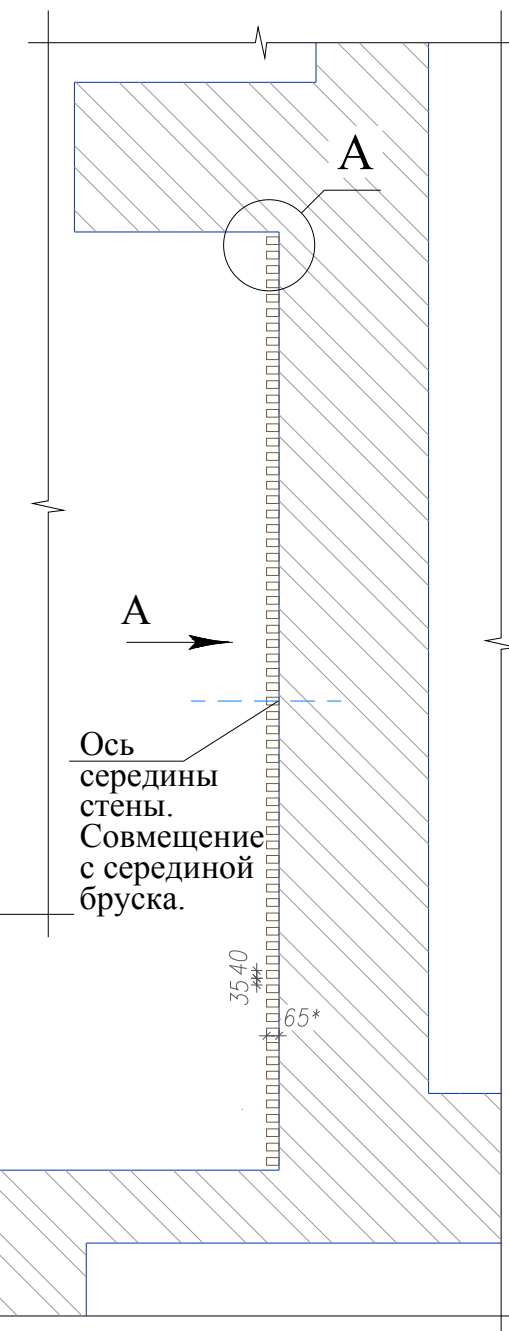 А
А
Ось
середины
стены.
Совмещение
с серединой
бруска.
35 40
65*